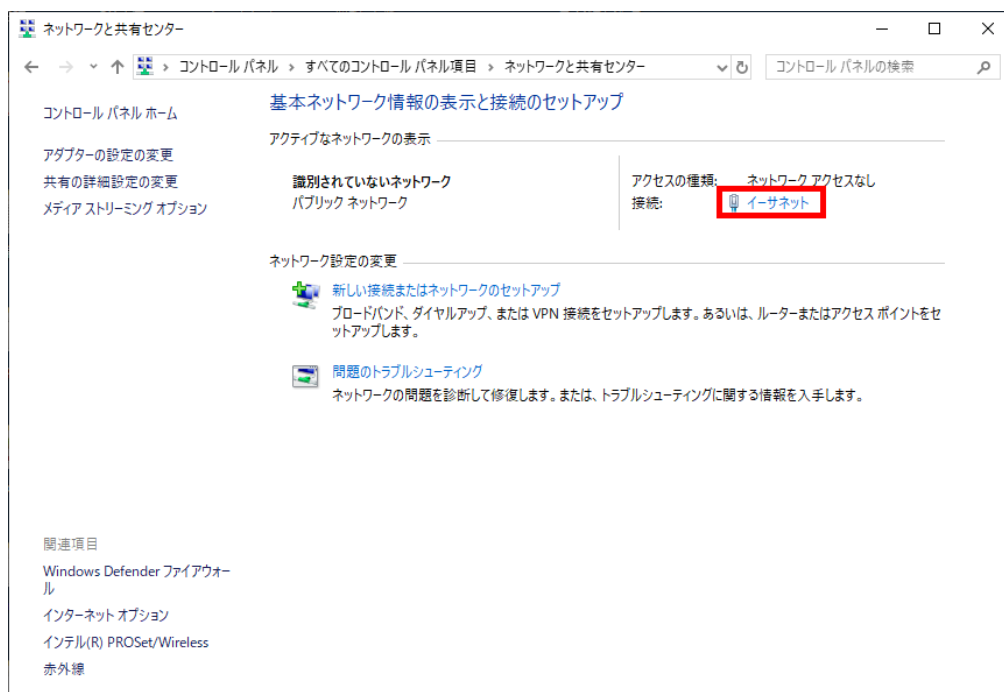 ネットワークと共有センター
コントロール パネル › すべてのコントロール パネル項目 › ネットワークと共有センター
コントロール パネルの検索
コントロール パネル ホーム
アダプターの設定の変更
共有の詳細設定の変更
メディア ストリーミング オプション
基本ネットワーク情報の表示と接続のセットアップ
アクティブなネットワークの表示
識別されていないネットワーク
パブリック ネットワーク
アクセスの種類: ネットワーク アクセスなし
接続: イーサネット
ネットワーク設定の変更
新しい接続またはネットワークのセットアップ
ブロードバンド、ダイヤルアップ、または VPN 接続をセットアップします。あるいは、ルーターまたはアクセス ポイントをセ
ットアップします。
問題のトラブルシューティング
ネットワークの問題を診断して修復します。または、トラブルシューティングに関する情報を入手します。
関連項目
Windows Defender ファイアウォー
ル
インターネット オプション
インテル(R) PROSet/Wireless
赤外線